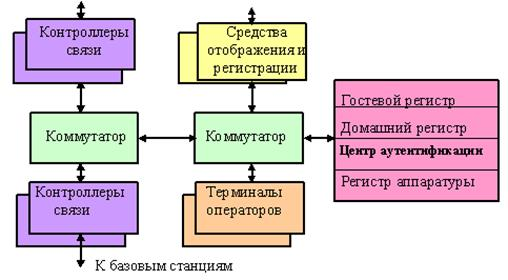 Контроллеры
связи
Средства
отображения и
регистрации
Коммутатор
Коммутатор
Гостевой регистр
Домашний регистр
Центр аутентификации
Регистр аппаратуры
Контроллеры
связи
Терминалы
операторов
К базовым станциям